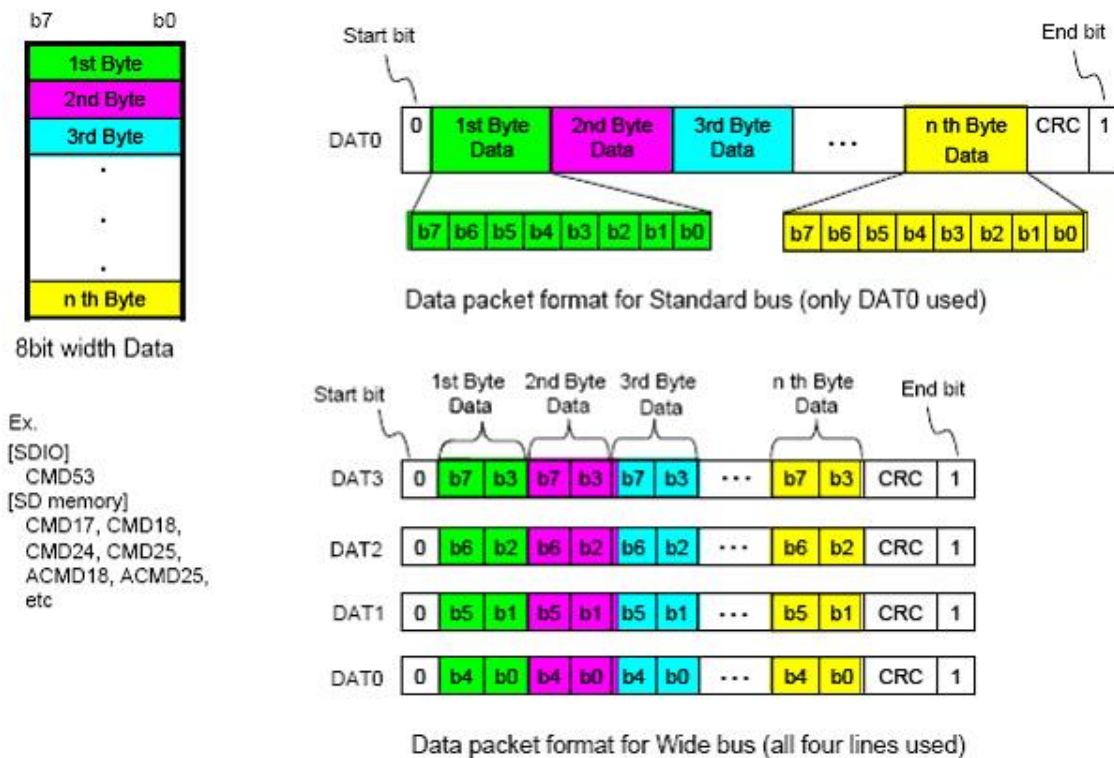 b7 b0
1st Byte
2nd Byte
3rd Byte
.
.
.
n th Byte
8bit width Data
Ex.
[SDIO]
CMD53
[SD memory]
CMD17, CMD18,
CMD24, CMD25,
ACMD18, ACMD25,
etc
Start bit
End bit
DAT0 0 1st Byte Data 2nd Byte Data 3rd Byte Data ... n th Byte Data CRC 1
b7 b6 b5 b4 b3 b2 b1 b0
b7 b6 b5 b4 b3 b2 b1 b0
Data packet format for Standard bus (only DAT0 used)
Start bit
1st Byte Data
2nd Byte Data
3rd Byte Data
n th Byte Data
End bit
DAT3 0 b7 b3 b7 b3 b7 b3 ... b7 b3 CRC 1
DAT2 0 b6 b2 b6 b2 b6 b2 ... b6 b2 CRC 1
DAT1 0 b5 b1 b5 b1 b5 b1 ... b5 b1 CRC 1
DAT0 0 b4 b0 b4 b0 b4 b0 ... b4 b0 CRC 1
Data packet format for Wide bus (all four lines used)